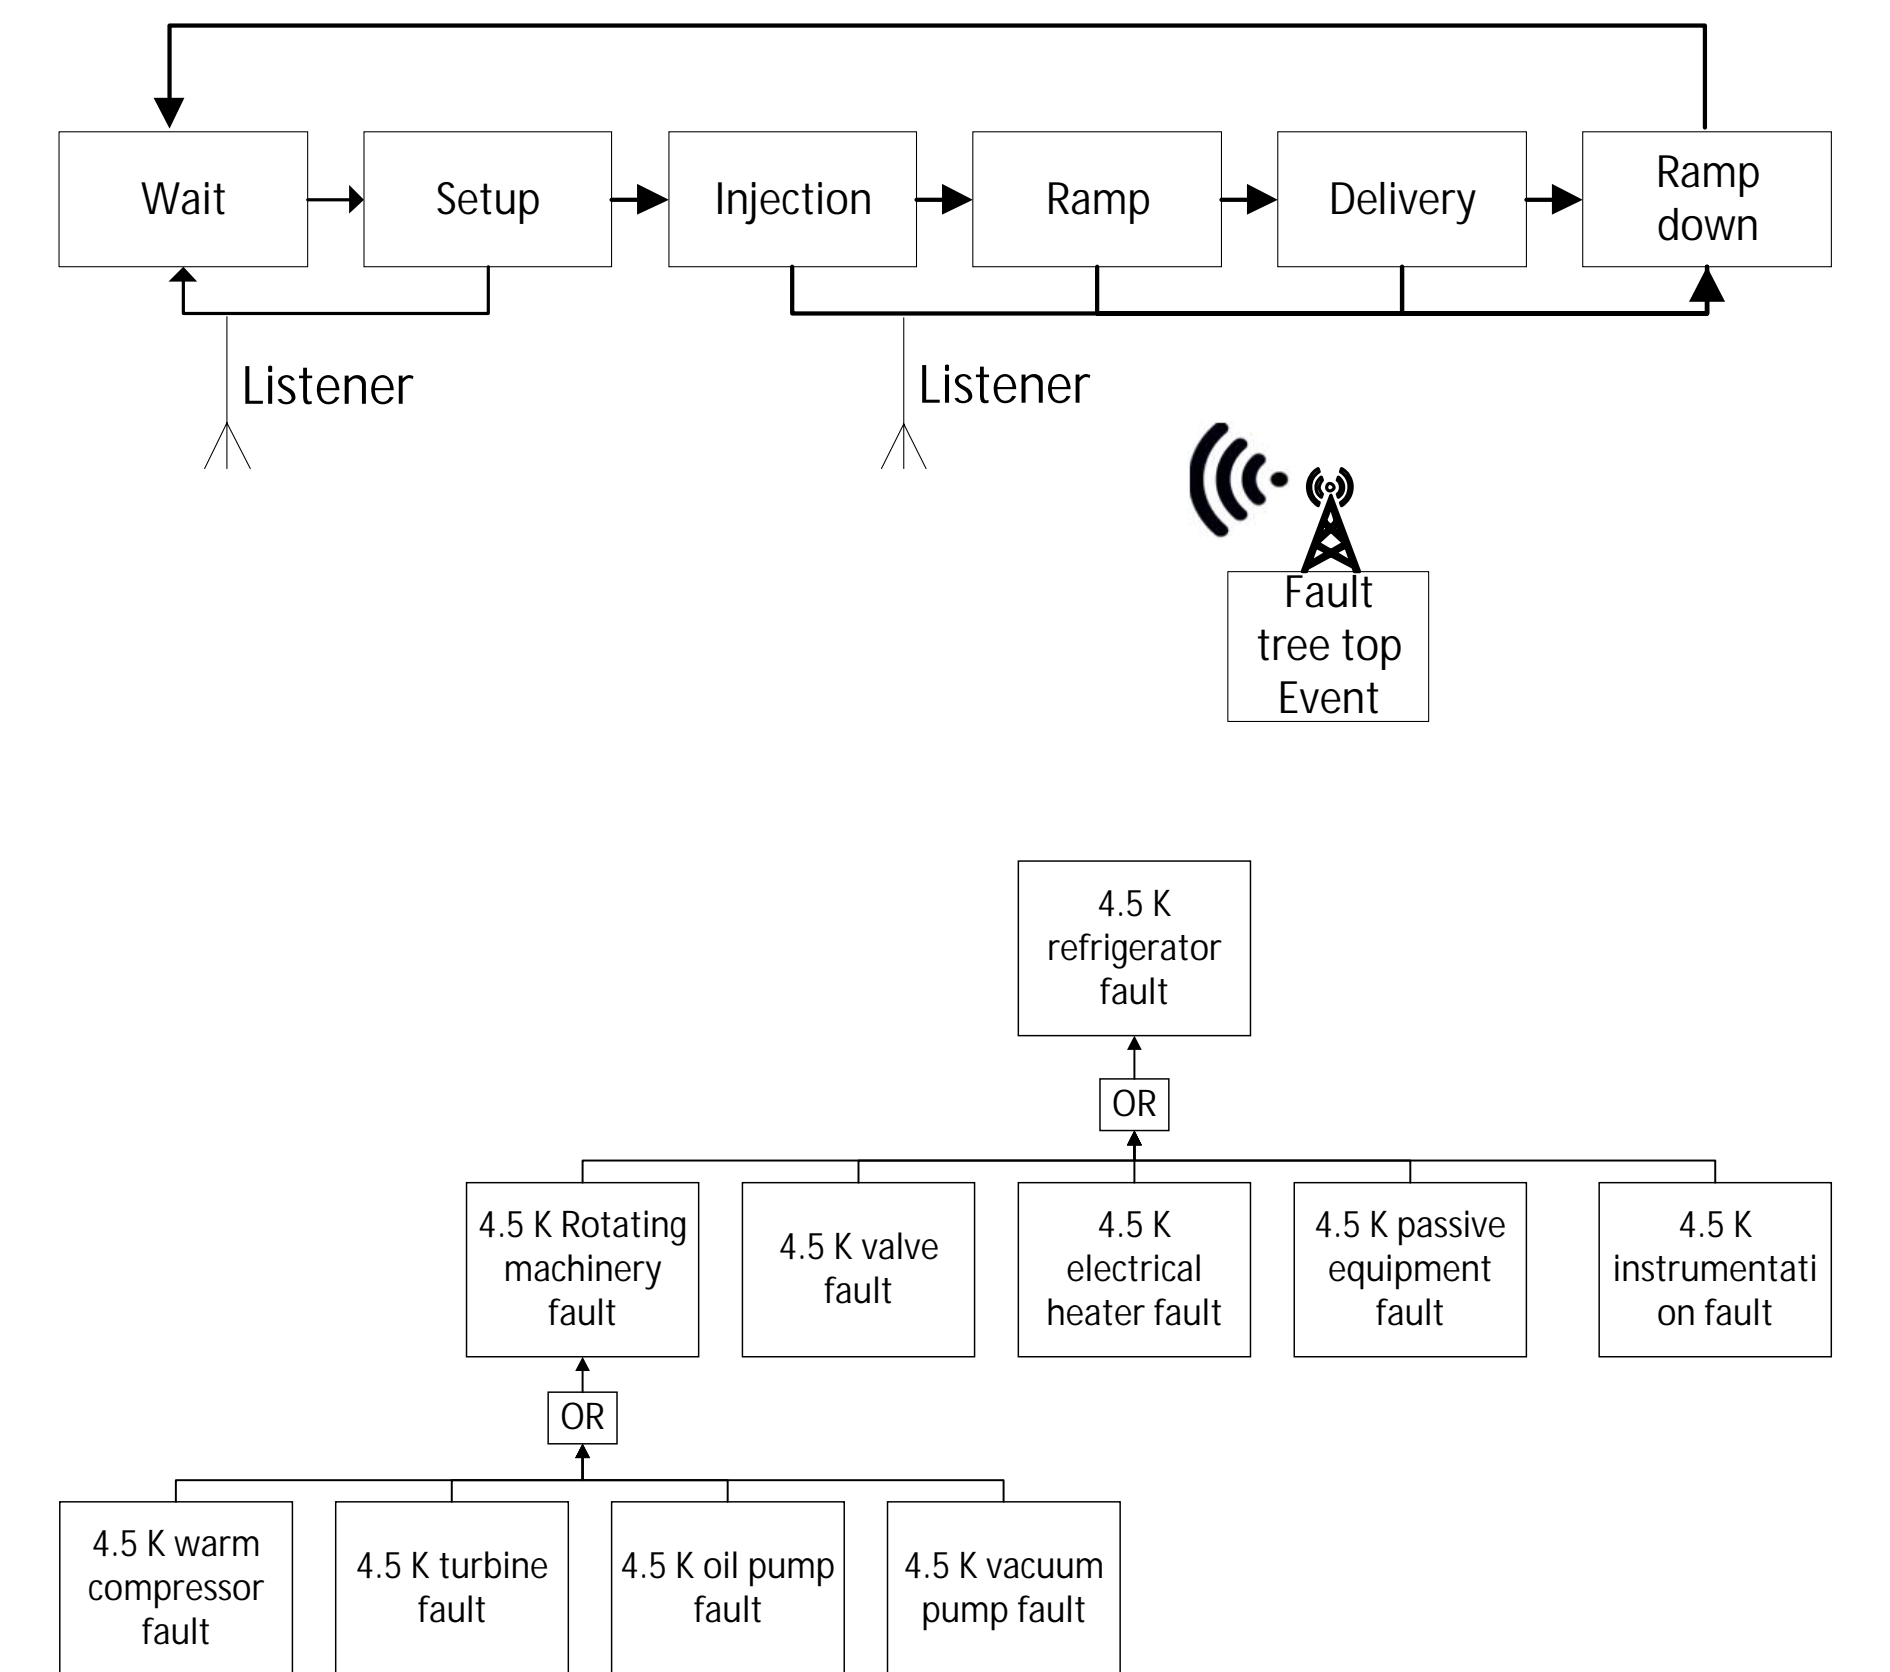 Wait
Setup
Injection
Ramp
Delivery
Ramp
down
Listener
Listener
Fault
tree top
Event
4.5 K
refrigerator
fault
OR
4.5 K Rotating
machinery
fault
4.5 K valve
fault
4.5 K
electrical
heater fault
4.5 K passive
equipment
fault
4.5 K
instrumentati
on fault
OR
4.5 K warm
compressor
fault
4.5 K turbine
fault
4.5 K oil pump
fault
4.5 K vacuum
pump fault